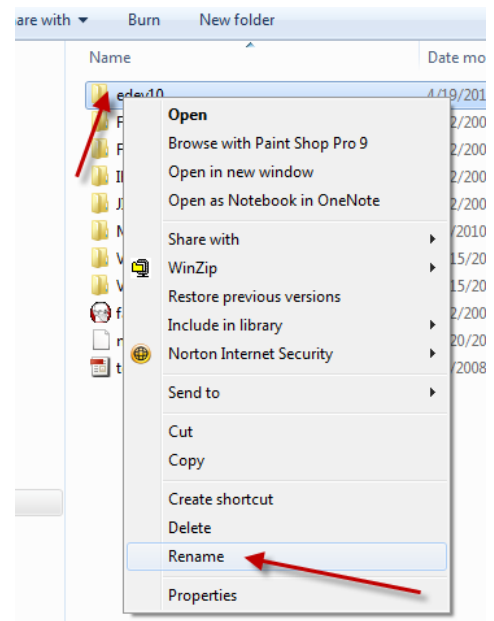 are with Burn New folder
Name Date mo
edev10 4/19/201
Open
Browse with Paint Shop Pro 9
Open in new window
Open as Notebook in OneNote
Share with
WinZip
Restore previous versions
Include in library
Norton Internet Security
Send to
Cut
Copy
Create shortcut
Delete
Rename
Properties